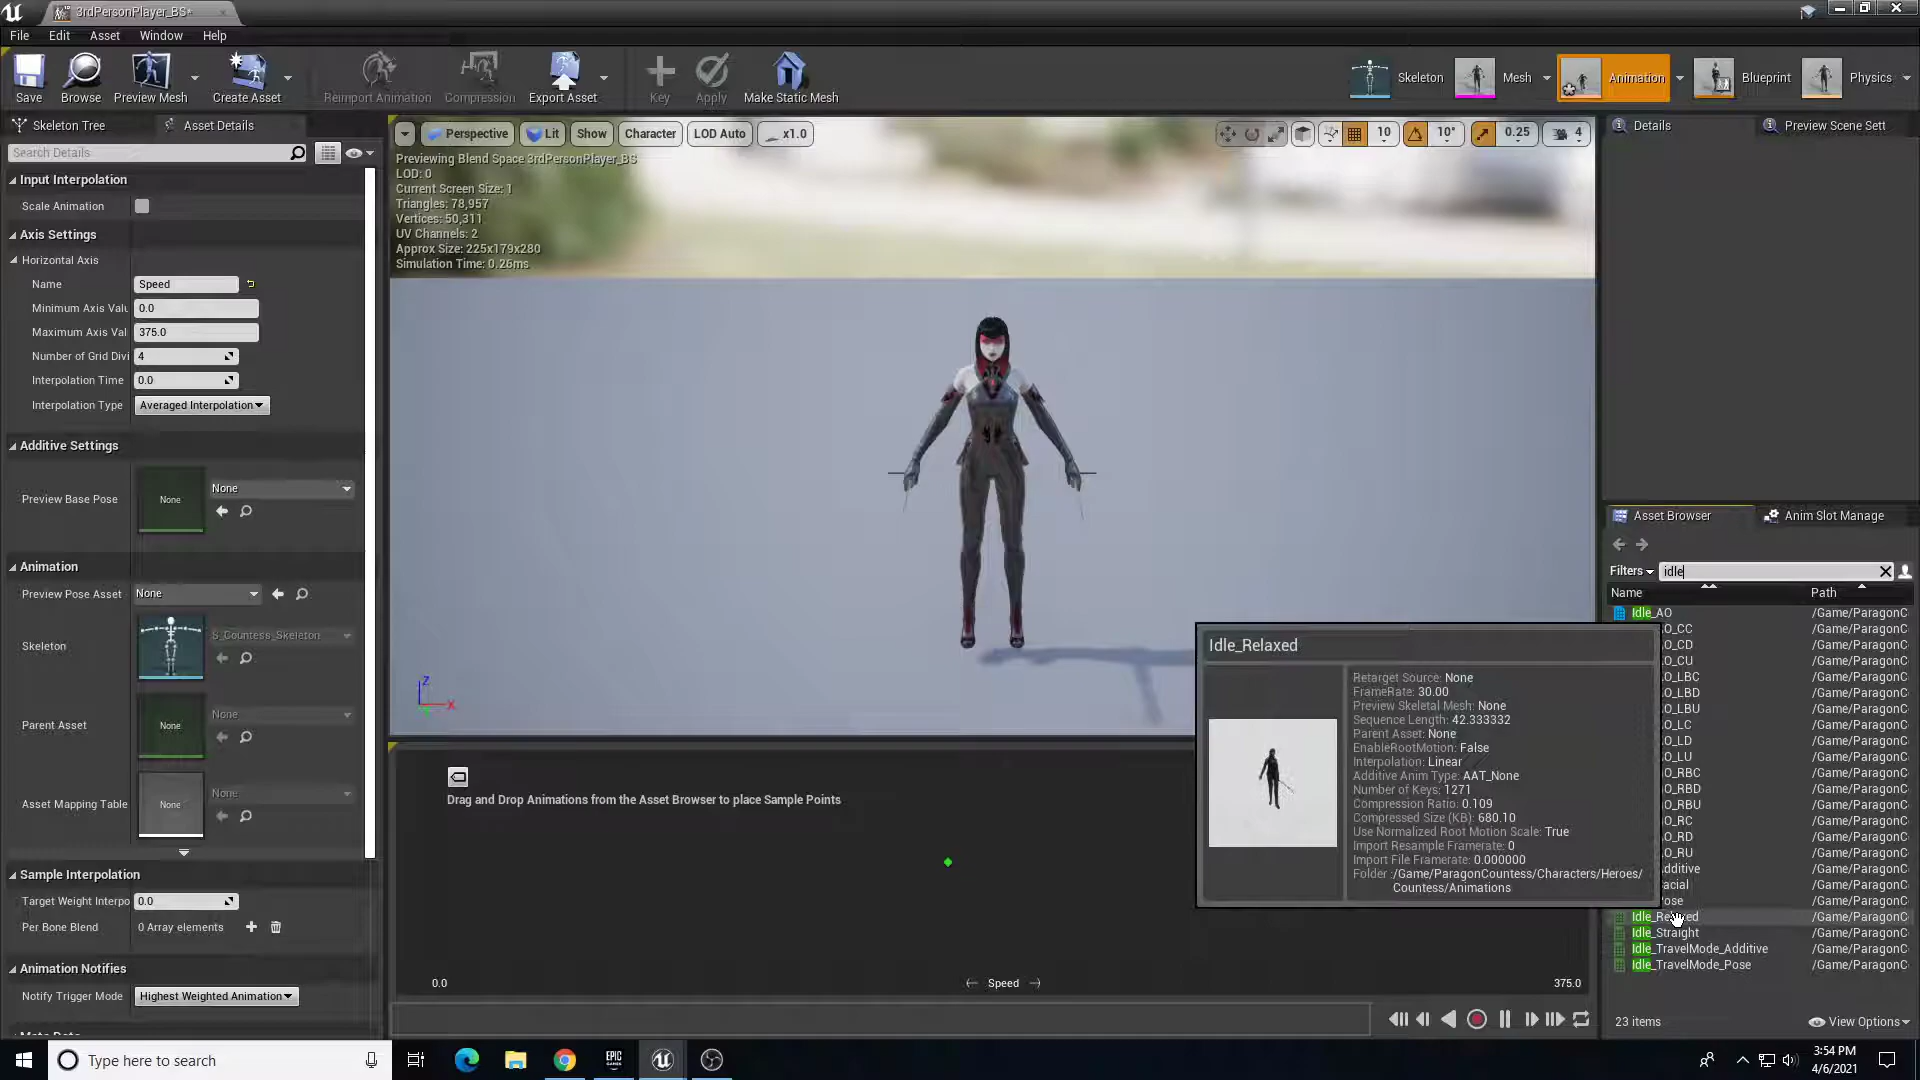 3rdPersonPlayer_BS*
File Edit Asset Window Help
Save Browse Preview Mesh Create Asset Reimport Animation Compression Export Asset Key Apply Make Static Mesh
Skeleton Mesh Animation Blueprint Physics
Skeleton Tree Asset Details
Search Details
Input Interpolation
Scale Animation
Axis Settings
Horizontal Axis
Name Speed
Minimum Axis Valu 0.0
Maximum Axis Val 375.0
Number of Grid Divi 4
Interpolation Time 0.0
Interpolation Type Averaged Interpolation
Additive Settings
Preview Base Pose None None
Animation
Preview Pose Asset None
Skeleton S_Countess_Skeleton
Parent Asset None None
Asset Mapping Table None None
Sample Interpolation
Target Weight Interpo 0.0
Per Bone Blend 0 Array elements
Animation Notifies
Notify Trigger Mode Highest Weighted Animation
Meta Data
Perspective Lit Show Character LOD Auto x1.0
10 10° 0.25 4
Previewing Blend Space 3rdPersonPlayer_BS
LOD: 0
Current Screen Size: 1
Triangles: 78,957
Vertices: 50,311
UV Channels: 2
Approx Size: 225x179x280
Simulation Time: 0.26ms
Z
X
Drag and Drop Animations from the Asset Browser to place Sample Points
0.0 Speed 375.0
Idle_Relaxed
Retarget Source: None
FrameRate: 30.00
Preview Skeletal Mesh: None
Sequence Length: 42.333332
Parent Asset: None
EnableRootMotion: False
Interpolation: Linear
Additive Anim Type: AAT_None
Number of Keys: 1271
Compression Ratio: 0.109
Compressed Size (KB): 680.10
Use Normalized Root Motion Scale: True
Import Resample Framerate: 0
Import File Framerate: 0.000000
Folder :/Game/ParagonCountess/Characters/Heroes/
Countess/Animations
Details Preview Scene Sett
Asset Browser Anim Slot Manage
Filters idle
Name Path
Idle_AO /Game/ParagonC
O_CC /Game/ParagonC
O_CD /Game/ParagonC
O_CU /Game/ParagonC
O_LBC /Game/ParagonC
O_LBD /Game/ParagonC
O_LBU /Game/ParagonC
O_LC /Game/ParagonC
O_LD /Game/ParagonC
O_LU /Game/ParagonC
O_RBC /Game/ParagonC
O_RBD /Game/ParagonC
O_RBU /Game/ParagonC
O_RC /Game/ParagonC
O_RD /Game/ParagonC
O_RU /Game/ParagonC
dditive /Game/ParagonC
acial /Game/ParagonC
ose /Game/ParagonC
Idle_Relaxed /Game/ParagonC
Idle_Straight /Game/ParagonC
Idle_TravelMode_Additive /Game/ParagonC
Idle_TravelMode_Pose /Game/ParagonC
23 items View Options
Type here to search
EPIC
GAMES
3:54 PM
4/6/2021